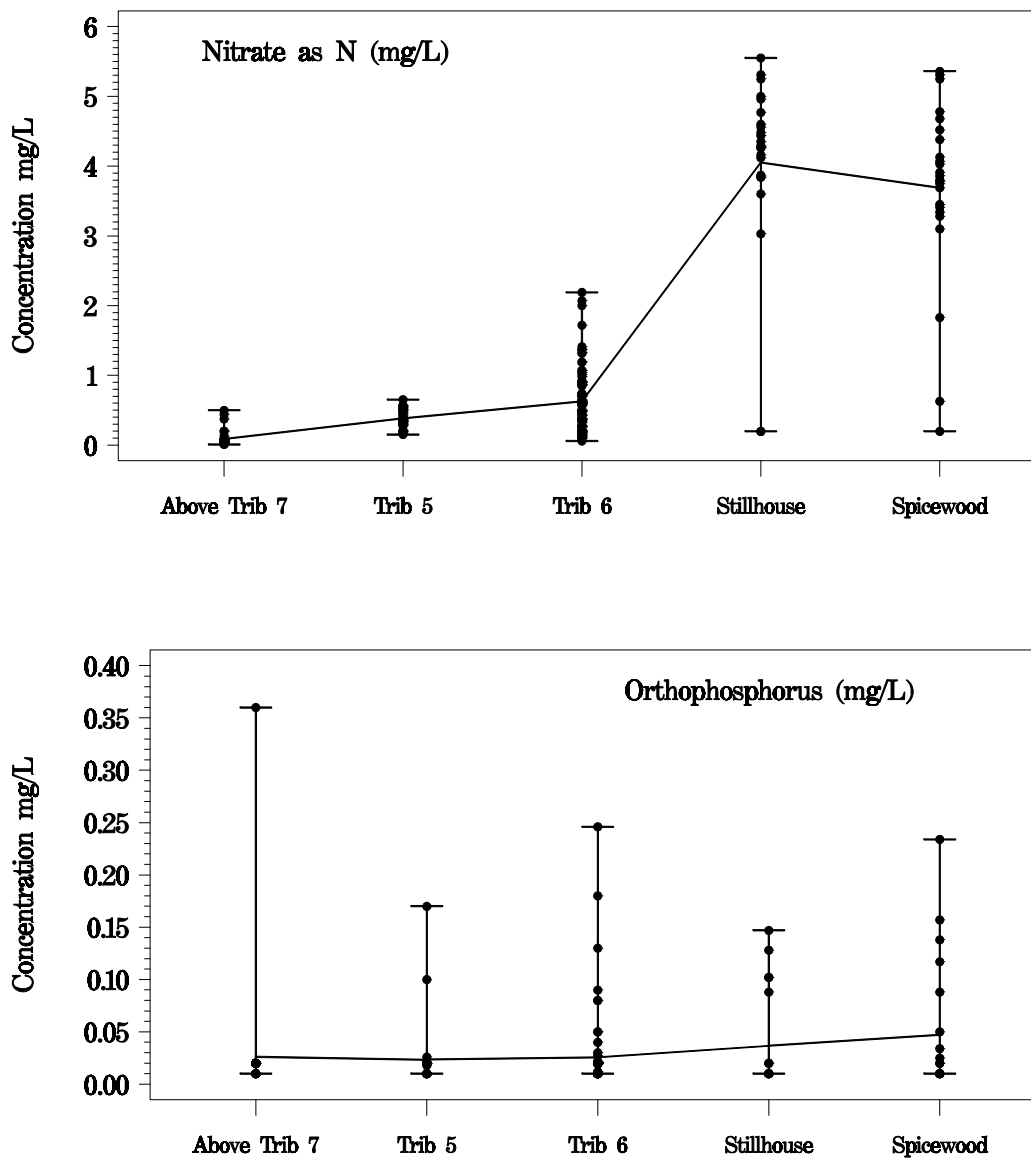 Nitrate as N (mg/L)
Concentration mg/L
6
5
4
3
2
1
0
Above Trib 7 Trib 5 Trib 6 Stillhouse Spicewood
Orthophosphorus (mg/L)
Concentration mg/L
0.40
0.35
0.30
0.25
0.20
0.15
0.10
0.05
0.00
Above Trib 7 Trib 5 Trib 6 Stillhouse Spicewood